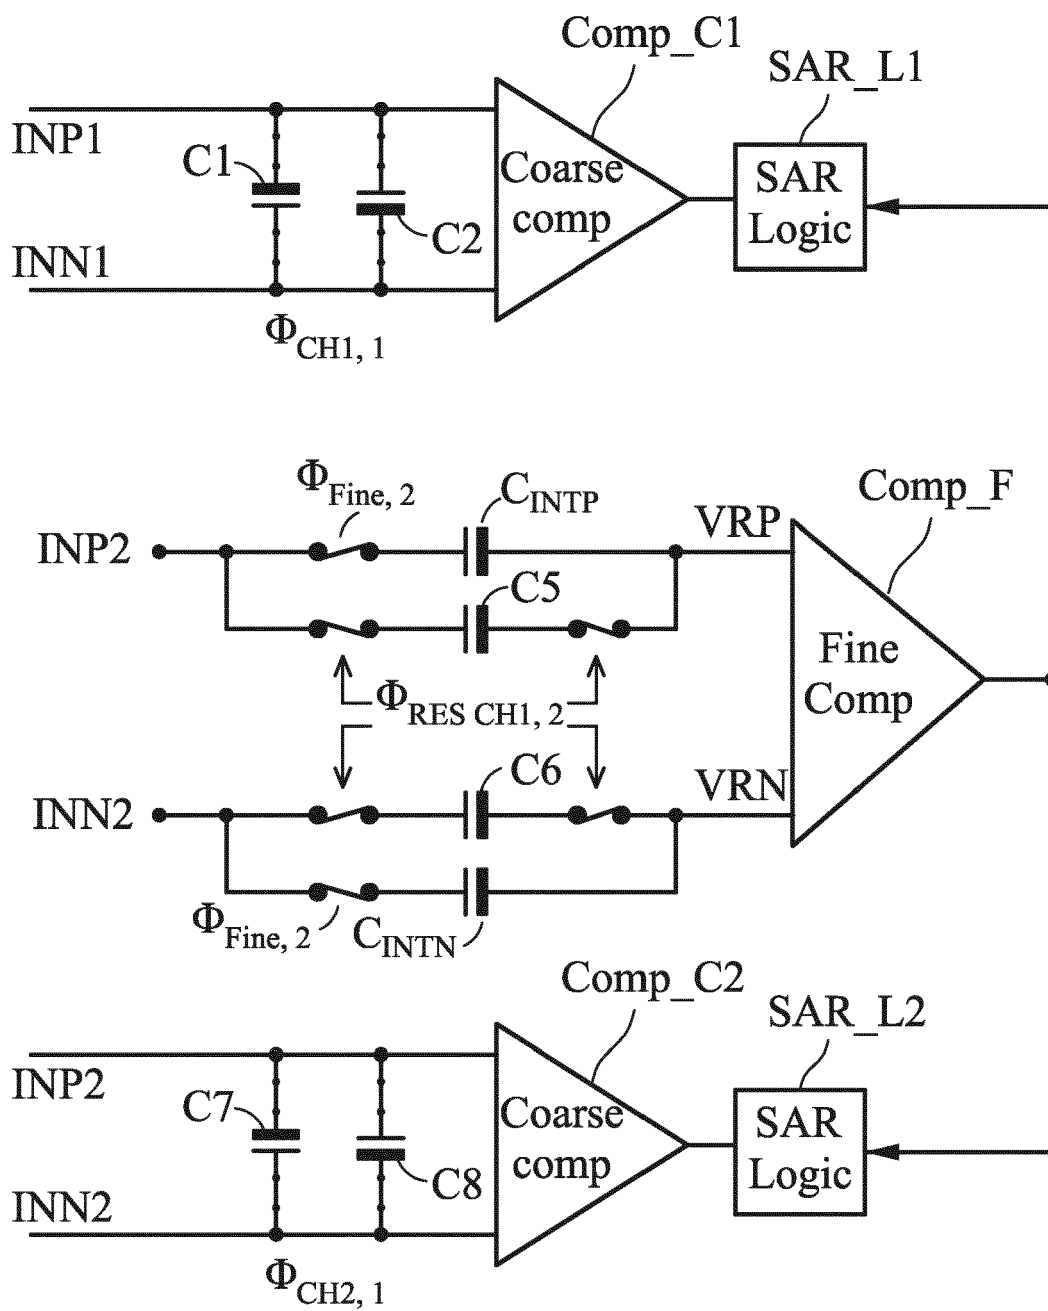 Comp_C1
SAR_L1
INP1
C1
Coarse comp
SAR Logic
C2
INN1
ΦCH1, 1
ΦFine, 2
CINTP
Comp_F
INP2
VRP
C5
Fine Comp
ΦRES CH1, 2
C6
VRN
INN2
ΦFine, 2
CINTN
Comp_C2
SAR_L2
INP2
C7
Coarse comp
SAR Logic
C8
INN2
ΦCH2, 1